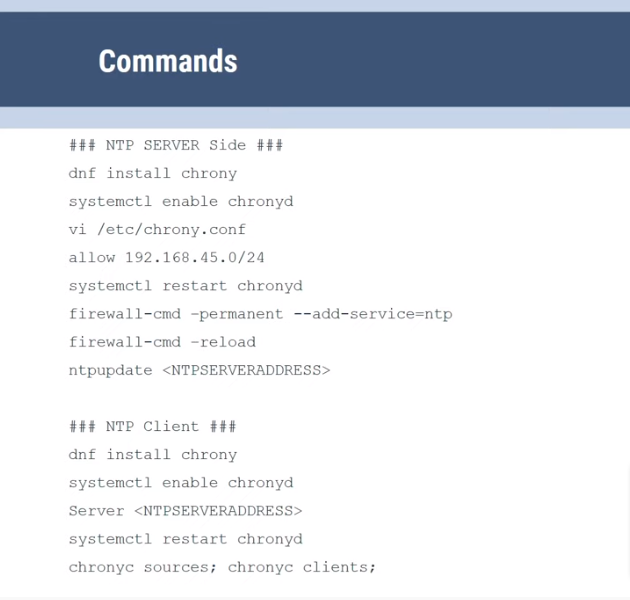 Commands
### NTP SERVER Side ###
dnf install chrony
systemctl enable chronyd
vi /etc/chrony.conf
allow 192.168.45.0/24
systemctl restart chronyd
firewall-cmd –permanent --add-service=ntp
firewall-cmd –reload
ntpupdate <NTPSERVERADDRESS>
### NTP Client ###
dnf install chrony
systemctl enable chronyd
Server <NTPSERVERADDRESS>
systemctl restart chronyd
chronyc sources; chronyc clients;